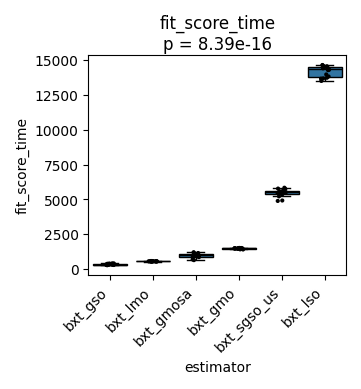 fit_score_time
p = 8.39e-16
15000
12500
10000
7500
5000
2500
0
fit_score_time
bxt_gso
bxt_lmo
bxt_gmosa
bxt_gmo
bxt_sgso_us
bxt_lso
estimator